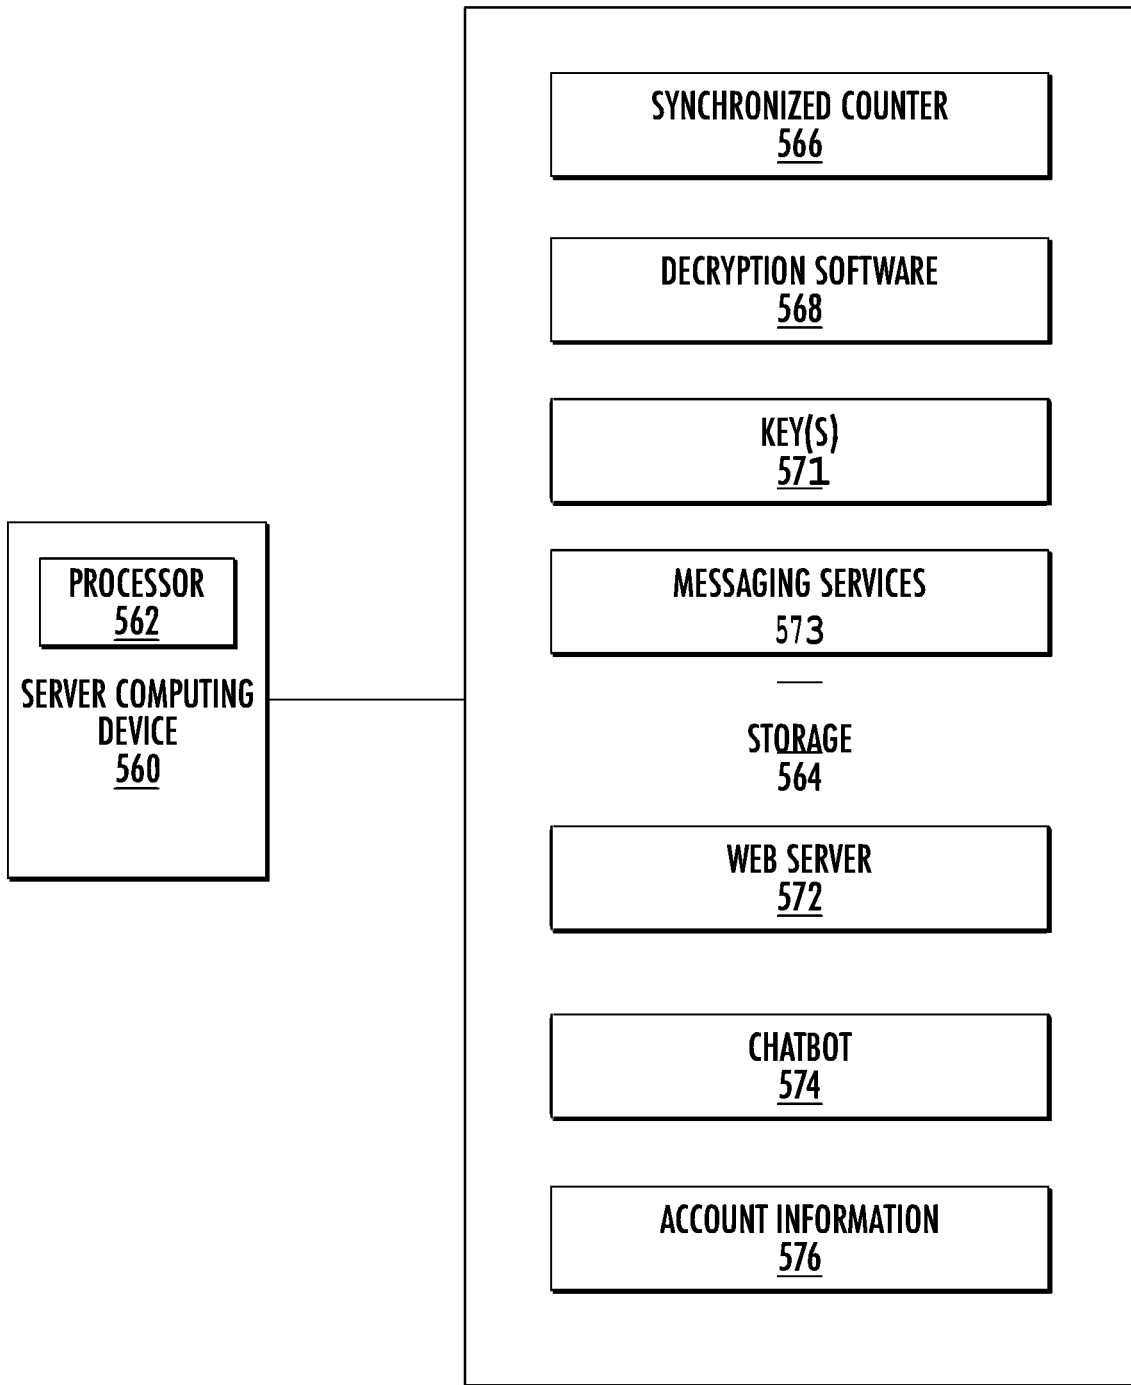 SYNCHRONIZED COUNTER
566
DECRYPTION SOFTWARE
568
KEY(S)
571
MESSAGING SERVICES
573
PROCESSOR
562
SERVER COMPUTING
DEVICE
560
STORAGE
564
WEB SERVER
572
CHATBOT
574
ACCOUNT INFORMATION
576